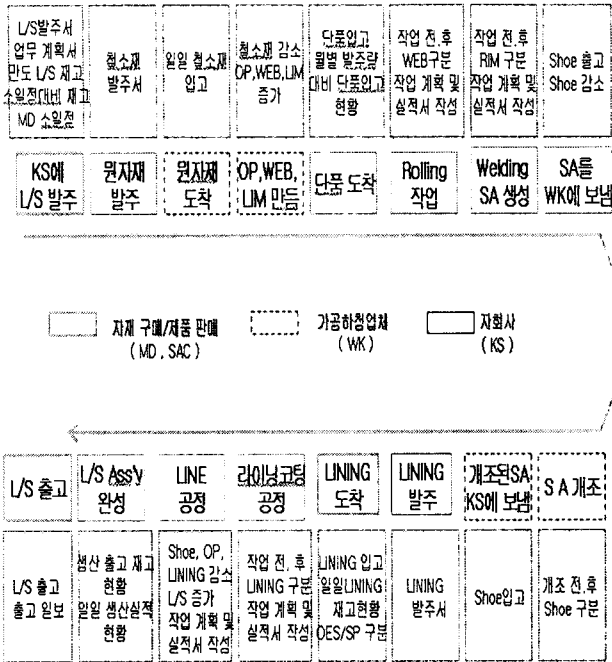 L/S발주서
업무 계획서
만도 L/S 재고
소일정대비 재고
MD 소일정
철소재
발주서
일일 철소재
입고
철소재 감소
OP,WEB,LIM
증가
단품입고
월별 발주량
대비 단품입고
현황
작업 전.후
WEB구분
작업 계획 및
실적서 작성
작업 전.후
RIM 구분
작업 계획 및
실적서 작성
Shoe 출고
Shoe 감소
KS에
L/S 발주
원자재
발주
원자재
도착
OP,WEB,
LIM 만듬
단품 도착
Rolling
작업
Welding
SA 생성
SA를
WK에 보냄
자재 구매/제품 판매
( MD , SAC )
가공하청업체
( WK )
자회사
( KS )
L/S 출고
L/S Ass'y
완성
LINE
공정
라이닝코팅
공정
LINING
도착
LINING
발주
개조된SA
KS에 보냄
S A 개조
L/S 출고
출고 일보
생산 출고 재고
현황
일일 생산실적
현황
Shoe, OP,
LINING 감소
L/S 증가
작업 계획 및
실적서 작성
작업 전, 후
LINING 구분
작업 계획 및
실적서 작성
LINING 입고
일일LINING
재고현황
OES/SP 구분
LINING
발주서
Shoe입고
개조 전.후
Shoe 구분